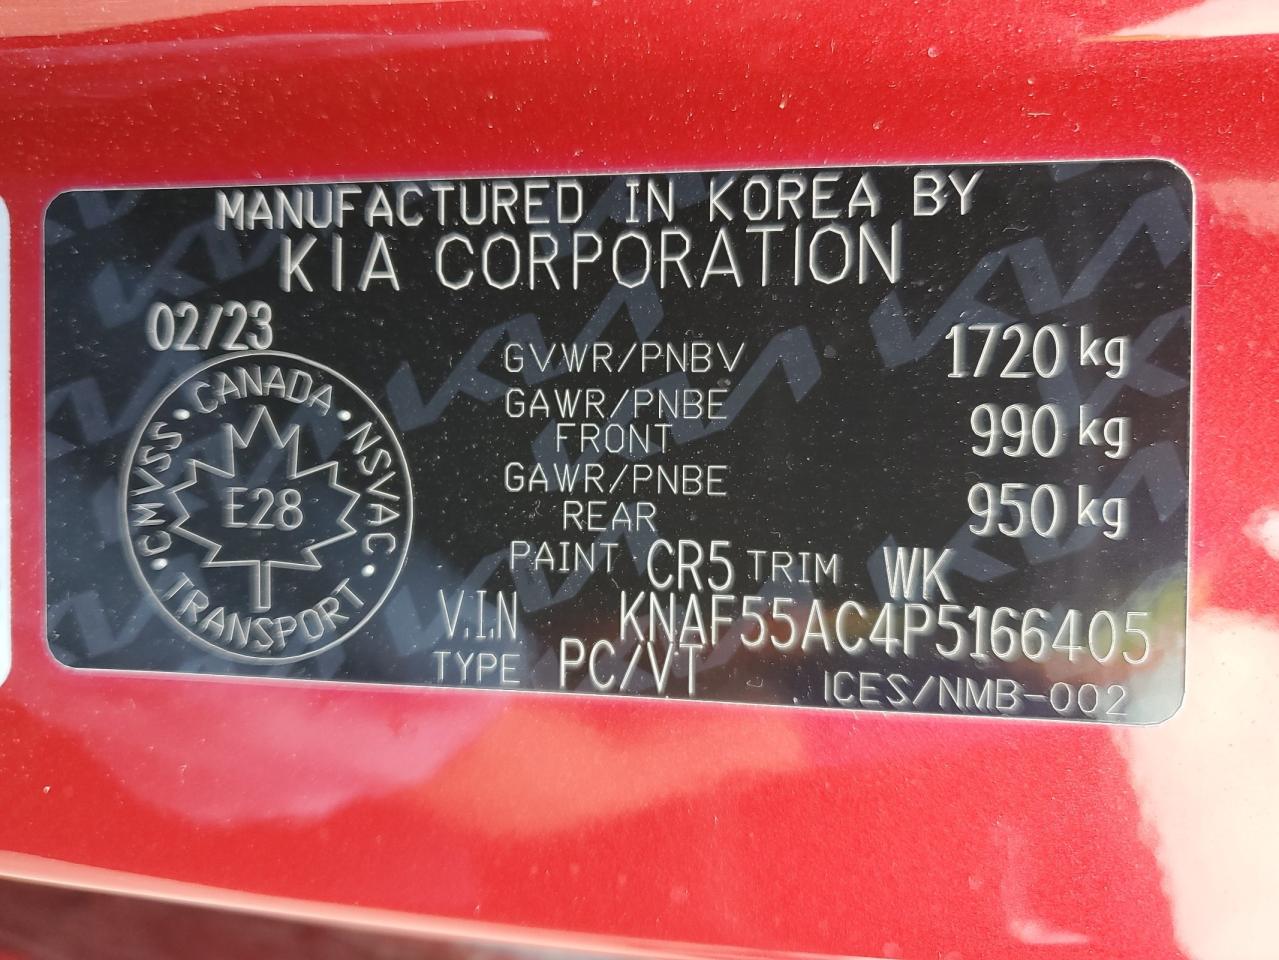 MANUFACTURED IN KOREA BY
KIA CORPORATION
02/23
GVWR/PNBV 1720 kg
GAWR/PNBE FRONT 990 kg
GAWR/PNBE REAR 950 kg
CANADA
CMVSS
NSVAC
E28
TRANSPORT
PAINT CR5 TRIM WK
V.I.N KNAF55AC4P5166405
TYPE PC/VT ICES/NMB-002